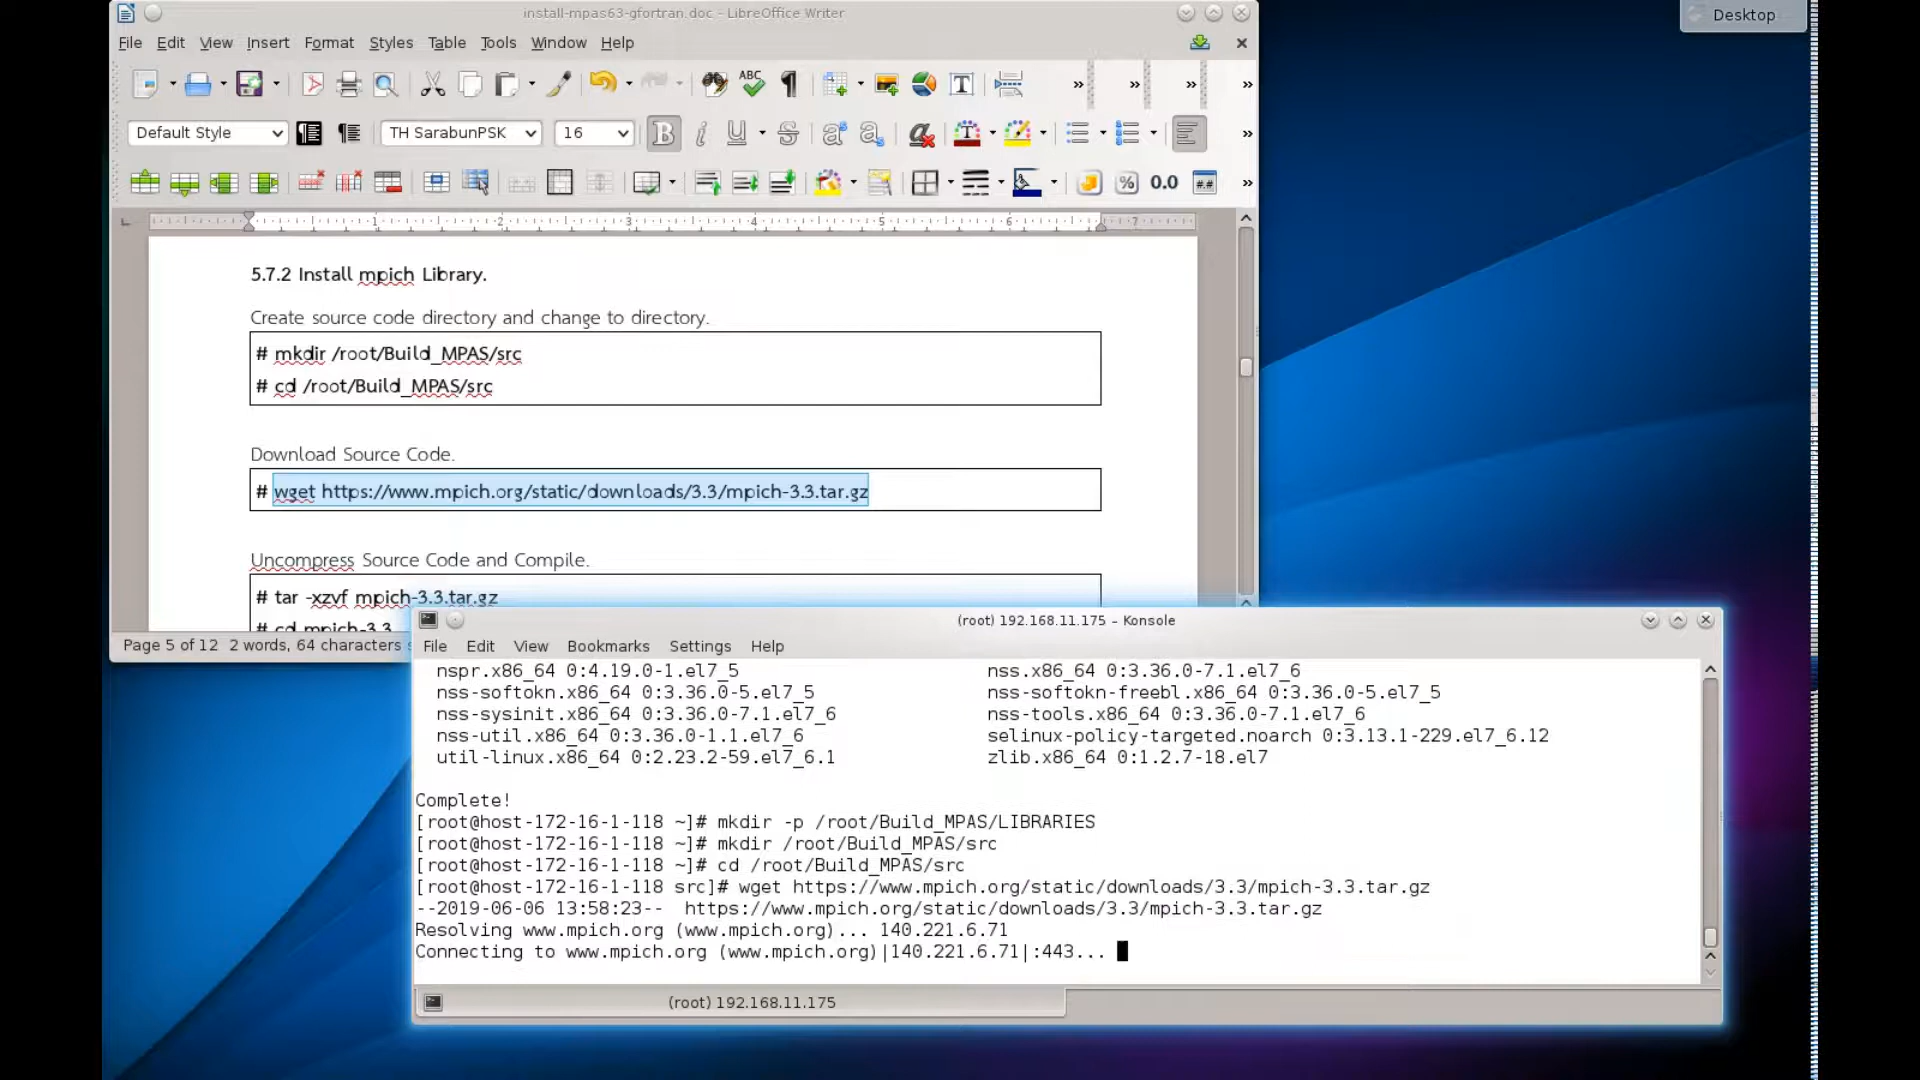 install-mpas63-gfortran.doc - LibreOffice Writer
Desktop
File Edit View Insert Format Styles Table Tools Window Help
ABC
Default Style TH SarabunPSK 16
0.0
1 2 3 4 5 6 7
5.7.2 Install mpich Library.
Create source code directory and change to directory.
# mkdir /root/Build_MPAS/src
# cd /root/Build_MPAS/src
Download Source Code.
# wget https://www.mpich.org/static/downloads/3.3/mpich-3.3.tar.gz
Uncompress Source Code and Compile.
# tar -xzvf mpich-3.3.tar.gz
# cd mpich-3.3
Page 5 of 12 2 words, 64 characters s
(root) 192.168.11.175 – Konsole
File Edit View Bookmarks Settings Help
nspr.x86_64 0:4.19.0-1.el7_5 nss.x86_64 0:3.36.0-7.1.el7_6
nss-softokn.x86_64 0:3.36.0-5.el7_5 nss-softokn-freebl.x86_64 0:3.36.0-5.el7_5
nss-sysinit.x86_64 0:3.36.0-7.1.el7_6 nss-tools.x86_64 0:3.36.0-7.1.el7_6
nss-util.x86_64 0:3.36.0-1.1.el7_6 selinux-policy-targeted.noarch 0:3.13.1-229.el7_6.12
util-linux.x86_64 0:2.23.2-59.el7_6.1 zlib.x86_64 0:1.2.7-18.el7
Complete!
[root@host-172-16-1-118 ~]# mkdir -p /root/Build_MPAS/LIBRARIES
[root@host-172-16-1-118 ~]# mkdir /root/Build_MPAS/src
[root@host-172-16-1-118 ~]# cd /root/Build_MPAS/src
[root@host-172-16-1-118 src]# wget https://www.mpich.org/static/downloads/3.3/mpich-3.3.tar.gz
--2019-06-06 13:58:23-- https://www.mpich.org/static/downloads/3.3/mpich-3.3.tar.gz
Resolving www.mpich.org (www.mpich.org)... 140.221.6.71
Connecting to www.mpich.org (www.mpich.org)|140.221.6.71|:443...
(root) 192.168.11.175